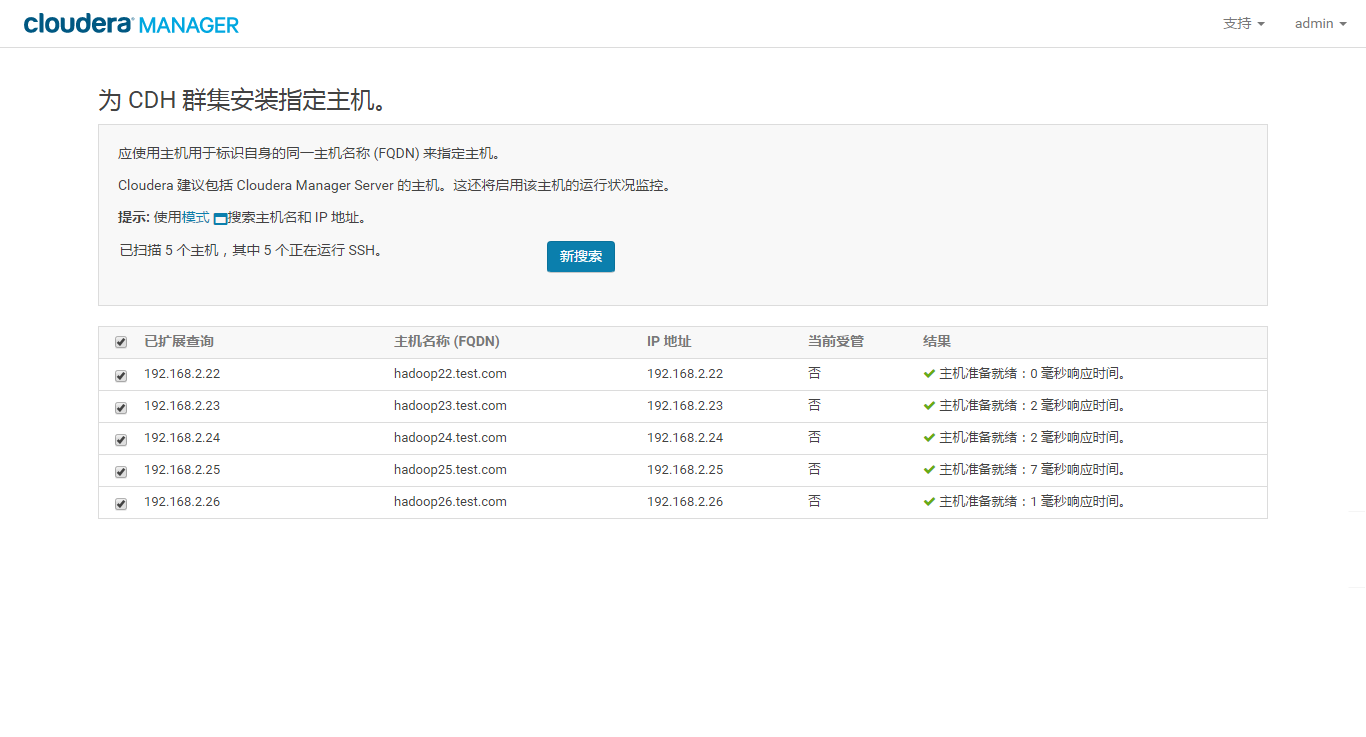 cloudera MANAGER 支持 admin
为 CDH 群集安装指定主机。
应使用主机用于标识自身的同一主机名称 (FQDN) 来指定主机。
Cloudera 建议包括 Cloudera Manager Server 的主机。这还将启用该主机的运行状况监控。
提示: 使用模式 搜索主机名和 IP 地址。
已扫描 5 个主机，其中 5 个正在运行 SSH。 新搜索
已扩展查询 主机名称 (FQDN) IP 地址 当前受管 结果
192.168.2.22 hadoop22.test.com 192.168.2.22 否 主机准备就绪：0 毫秒响应时间。
192.168.2.23 hadoop23.test.com 192.168.2.23 否 主机准备就绪：2 毫秒响应时间。
192.168.2.24 hadoop24.test.com 192.168.2.24 否 主机准备就绪：2 毫秒响应时间。
192.168.2.25 hadoop25.test.com 192.168.2.25 否 主机准备就绪：7 毫秒响应时间。
192.168.2.26 hadoop26.test.com 192.168.2.26 否 主机准备就绪：1 毫秒响应时间。